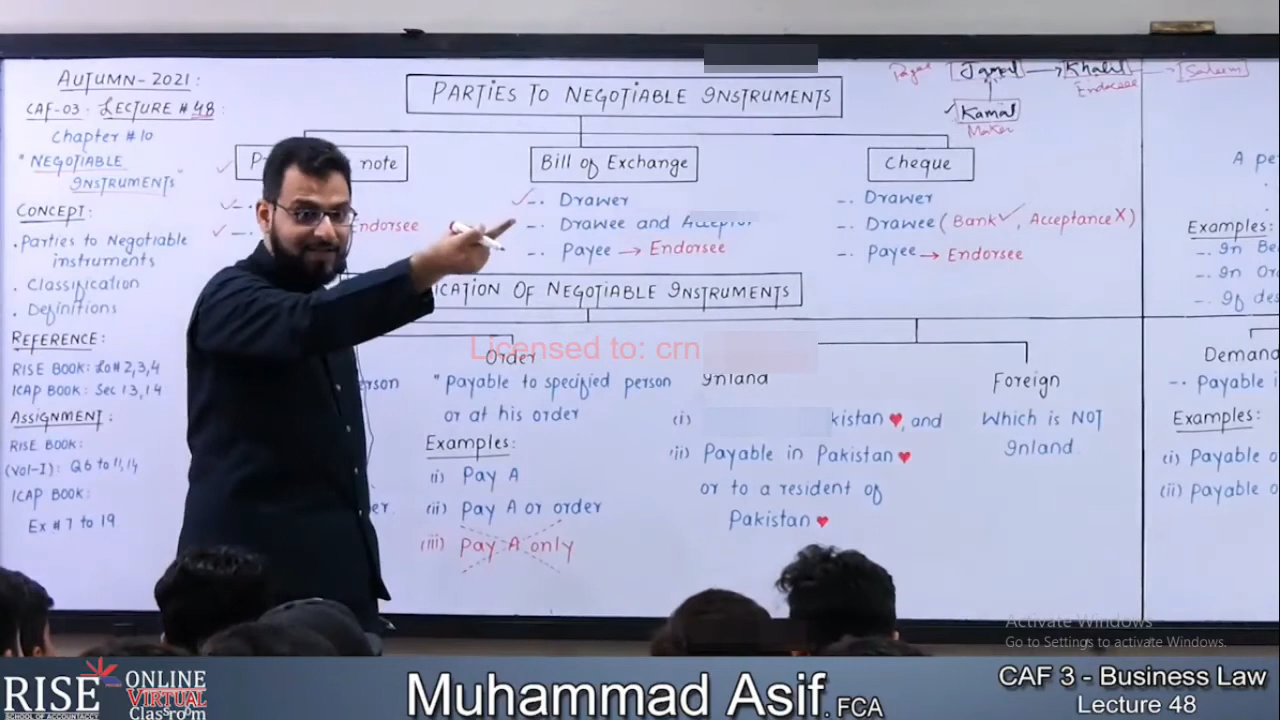 AUTUMN-2021:
CAF-03. LECTURE # 48
Chapter #10
"NEGOTIABLE
INSTRUMENTS"
CONCEPT:
. Parties to Negotiable
instruments
. Classification
. Definitions
REFERENCE:
RISE BOOK: Lo# 2,3,4
ICAP BOOK: Sec 13,14
ASSIGNMENT:
RISE BOOK:
(Vol-I): Q6 to 11,14
ICAP BOOK:
Ex # 7 to 19
PARTIES TO NEGOTIABLE INSTRUMENTS
Payee Jamal → Khalil → Saleem
Endorsee
Kamal
Maker
note
Endorsee
Bill of Exchange
-. Drawer
-. Drawee and
-. Payee → Endorsee
Cheque
-. Drawer
-. Drawee (Bank ✓, Acceptance X)
-. Payee → Endorsee
OF NEGOTIABLE INSTRUMENTS
Licensed to: crn
Order
"Payable to specified person
or at his order
Examples:
(i) Pay A
(ii) Pay A or order
(iii) Pay A only
Inland
(i) kistan ♥, and
(ii) Payable in Pakistan ♥
or to a resident of
Pakistan ♥
Foreign
Which is NOT
Inland
A pe
Examples:
-. In Be
-. In Or
-. If des
Demand
-. Payable i
Examples:
(i) Payable o
(ii) Payable o
Activate Windows
Go to Settings to activate Windows.
RISE ONLINE
VIRTUAL
Classroom
SCHOOL OF ACCOUNTANCY
Muhammad Asif. FCA
CAF 3 - Business Law
Lecture 48